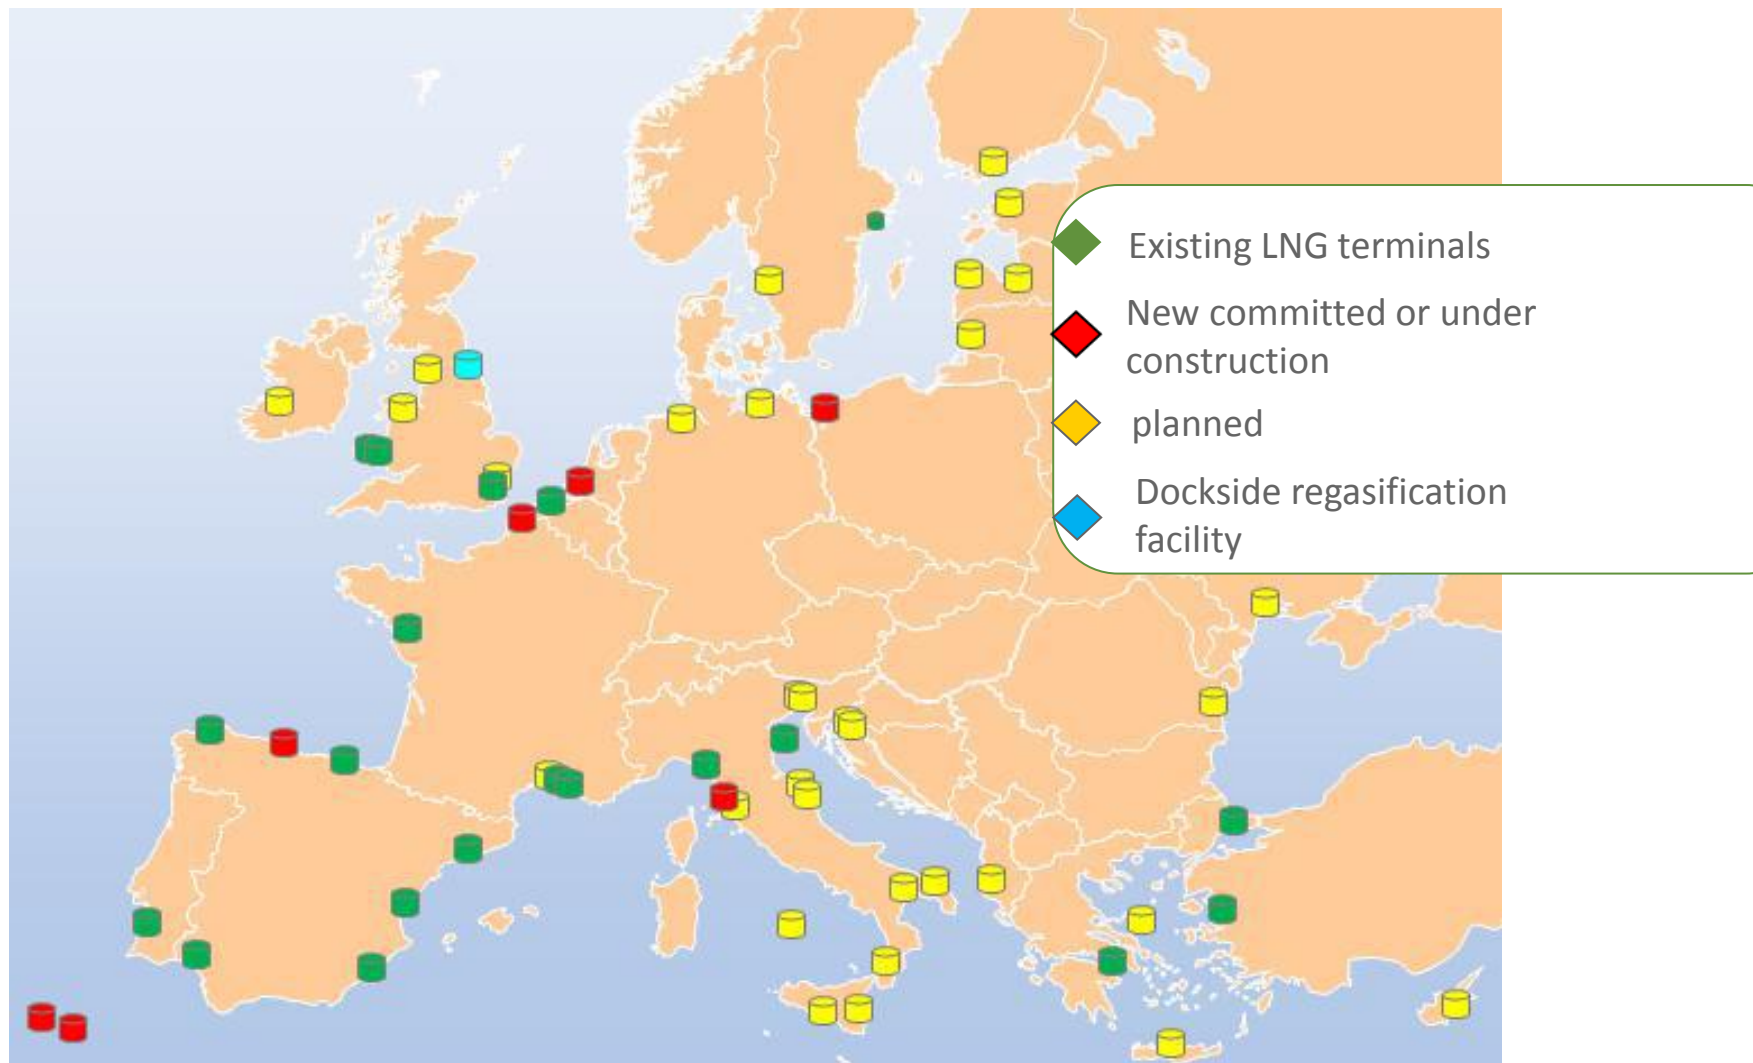 Existing LNG terminals
New committed or under
construction
planned
Dockside regasification
facility